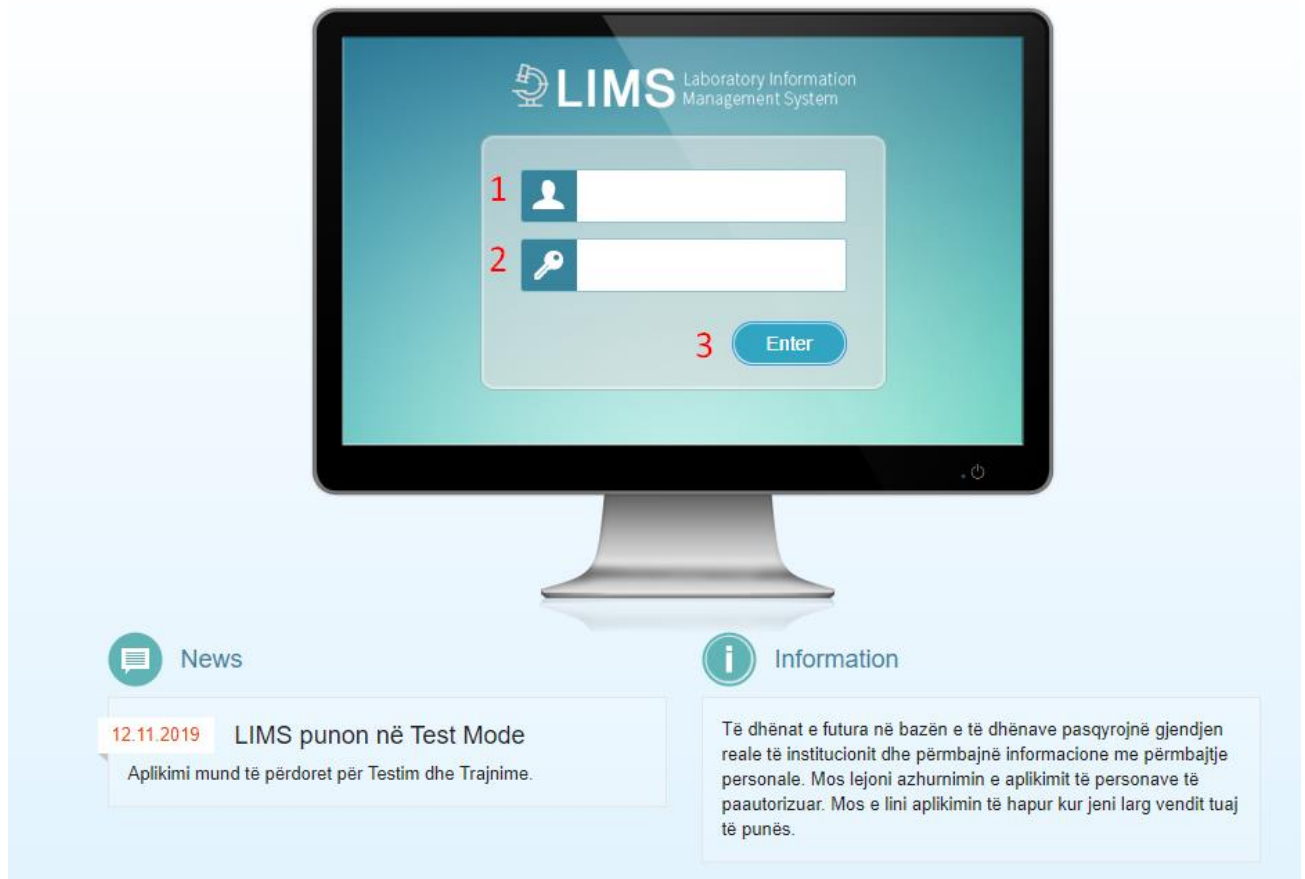 LIMS Laboratory Information
Management System
1
2
3 Enter
News
12.11.2019 LIMS punon në Test Mode
Aplikimi mund të përdoret për Testim dhe Trajnime.
Information
Të dhënat e futura në bazën e të dhënave pasqyrojnë gjendjen
reale të institucionit dhe përmbajnë informacione me përmbajtje
personale. Mos lejoni azhurnimin e aplikimit të personave të
paautorizuar. Mos e lini aplikimin të hapur kur jeni larg vendit tuaj
të punës.